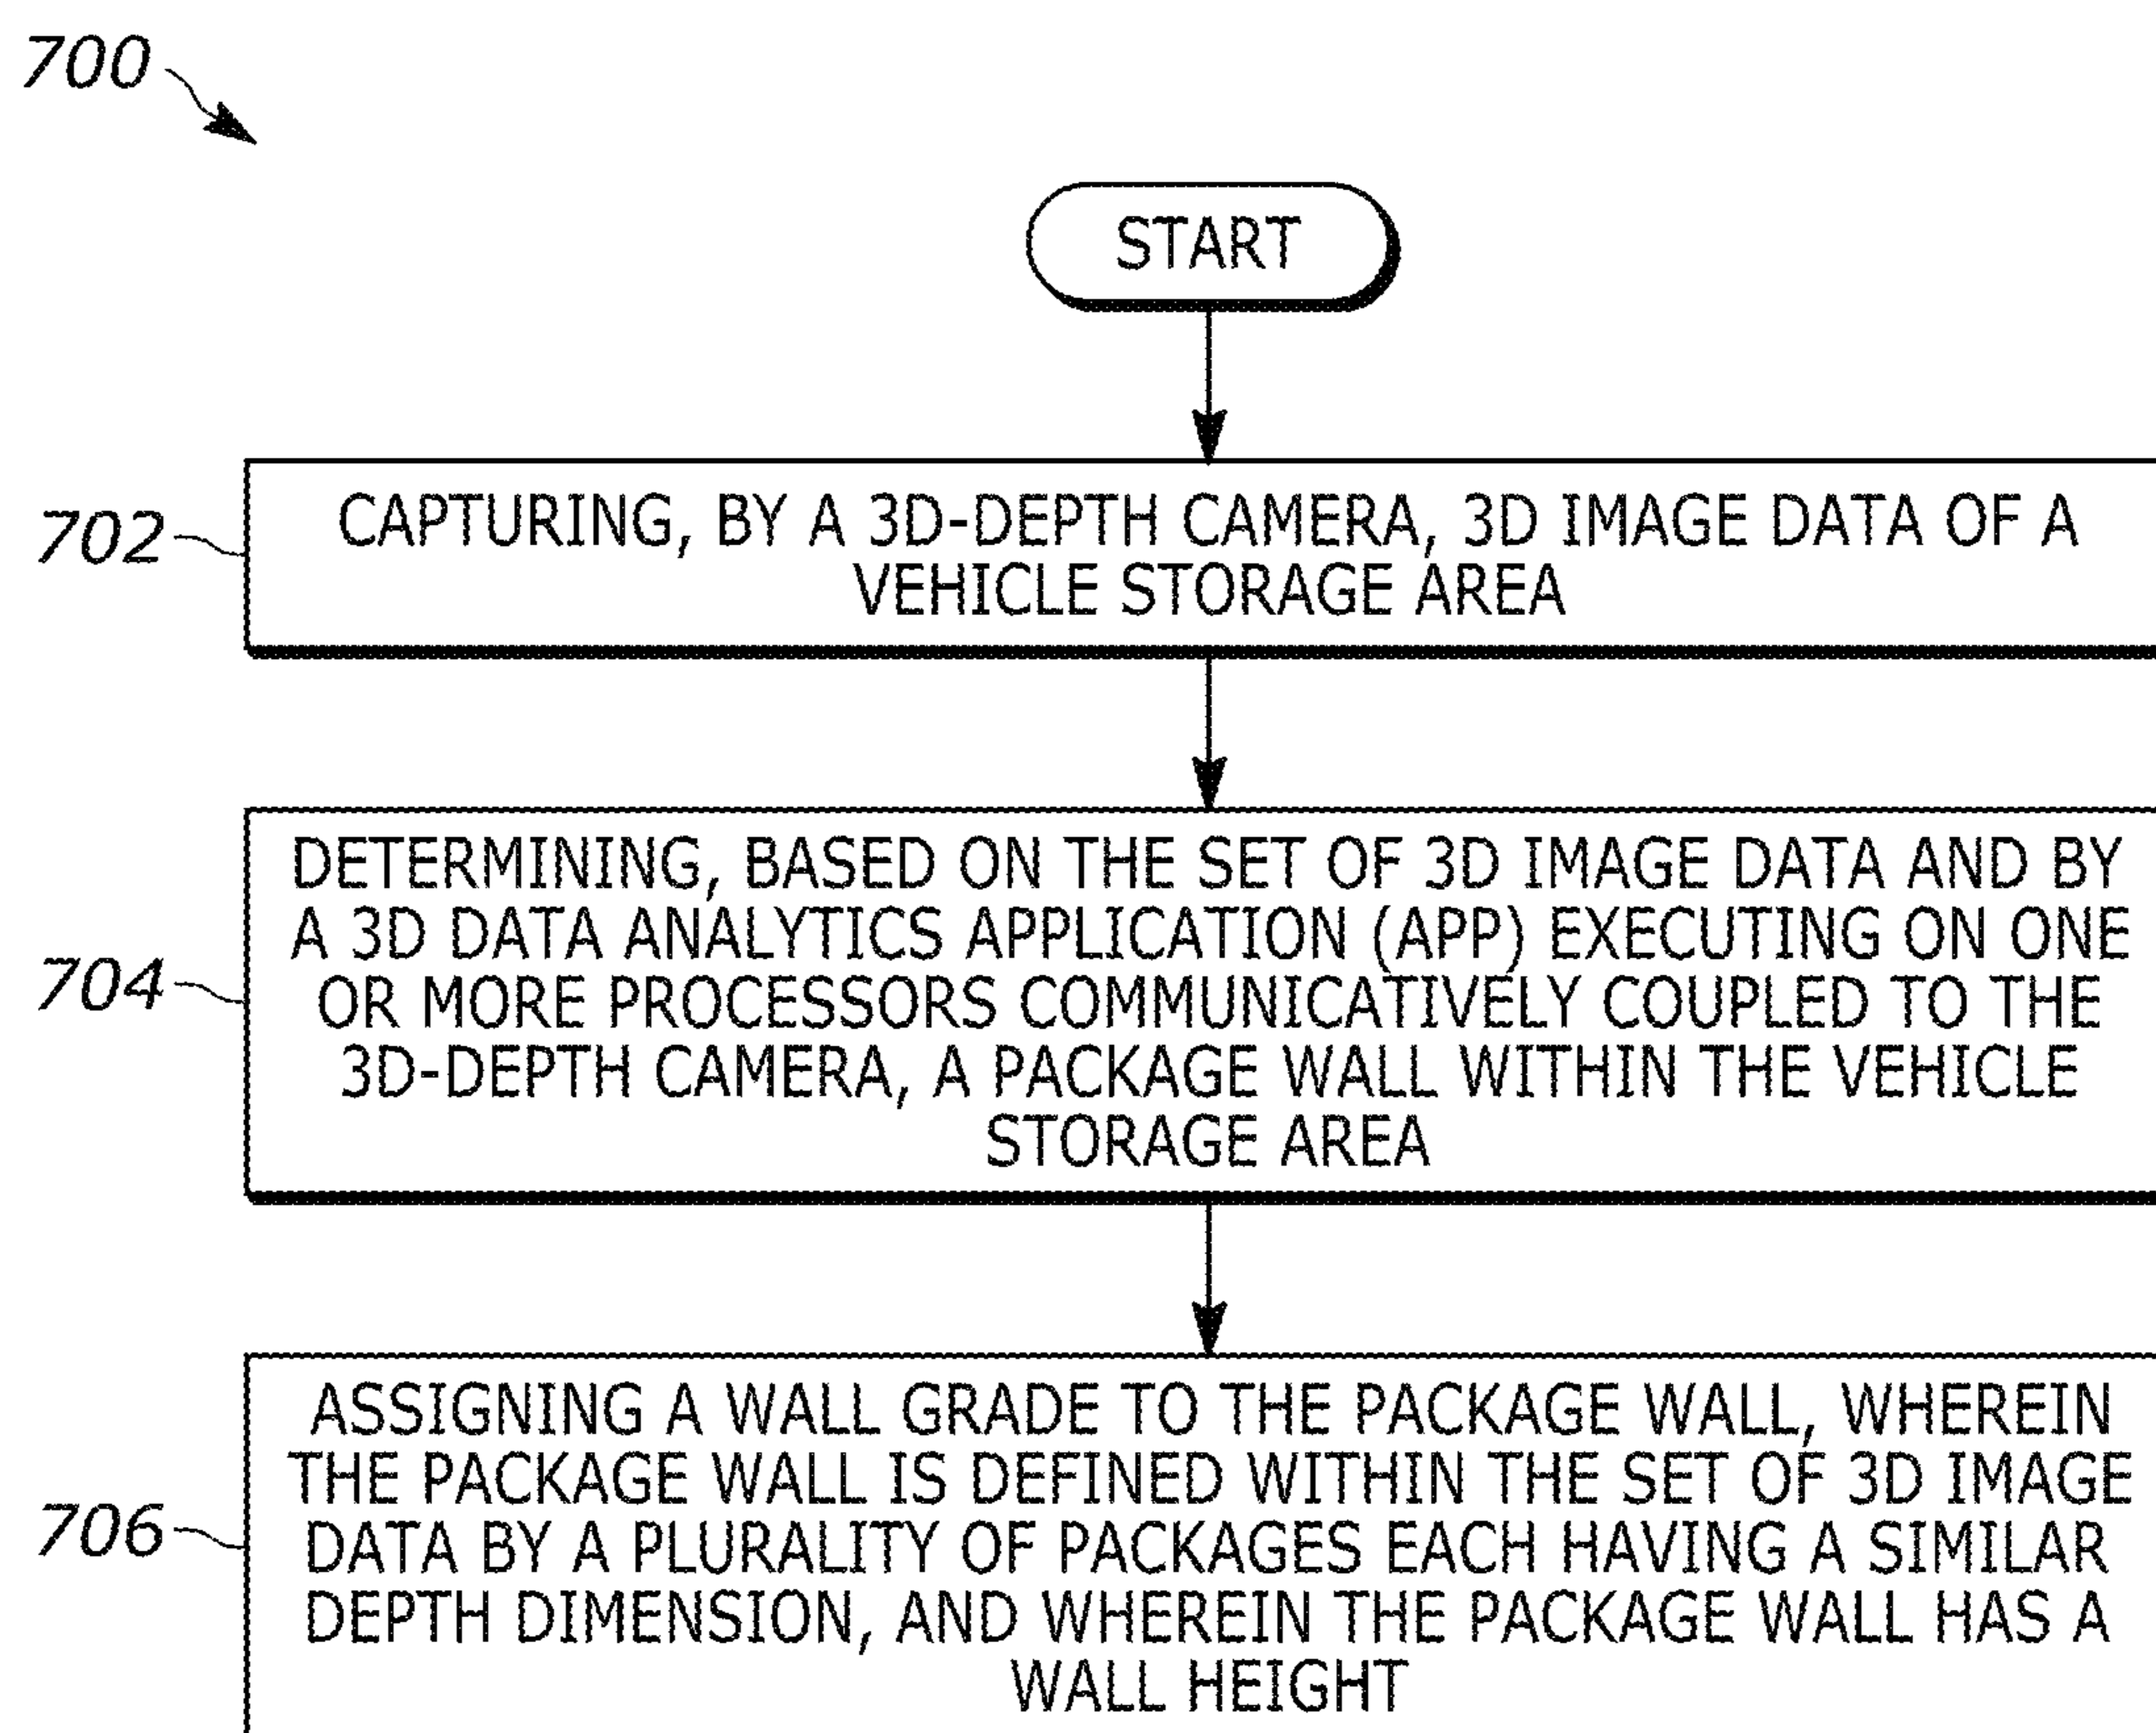 700
START
702
CAPTURING, BY A 3D-DEPTH CAMERA, 3D IMAGE DATA OF A
VEHICLE STORAGE AREA
704
DETERMINING, BASED ON THE SET OF 3D IMAGE DATA AND BY
A 3D DATA ANALYTICS APPLICATION (APP) EXECUTING ON ONE
OR MORE PROCESSORS COMMUNICATIVELY COUPLED TO THE
3D-DEPTH CAMERA, A PACKAGE WALL WITHIN THE VEHICLE
STORAGE AREA
706
ASSIGNING A WALL GRADE TO THE PACKAGE WALL, WHEREIN
THE PACKAGE WALL IS DEFINED WITHIN THE SET OF 3D IMAGE
DATA BY A PLURALITY OF PACKAGES EACH HAVING A SIMILAR
DEPTH DIMENSION, AND WHEREIN THE PACKAGE WALL HAS A
WALL HEIGHT